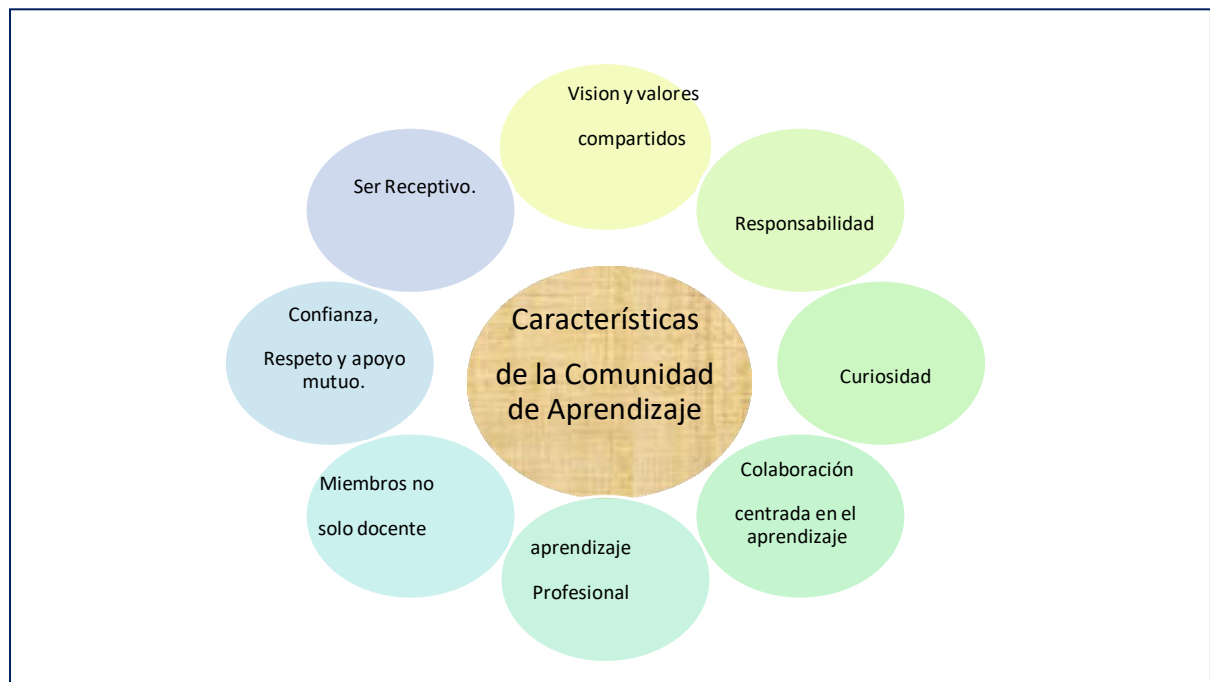 Vision y valores
compartidos
Responsabilidad
Curiosidad
Colaboración
centrada en el
aprendizaje
aprendizaje
Profesional
Miembros no
solo docente
Confianza,
Respeto y apoyo
mutuo.
Ser Receptivo.
Características
de la Comunidad
de Aprendizaje